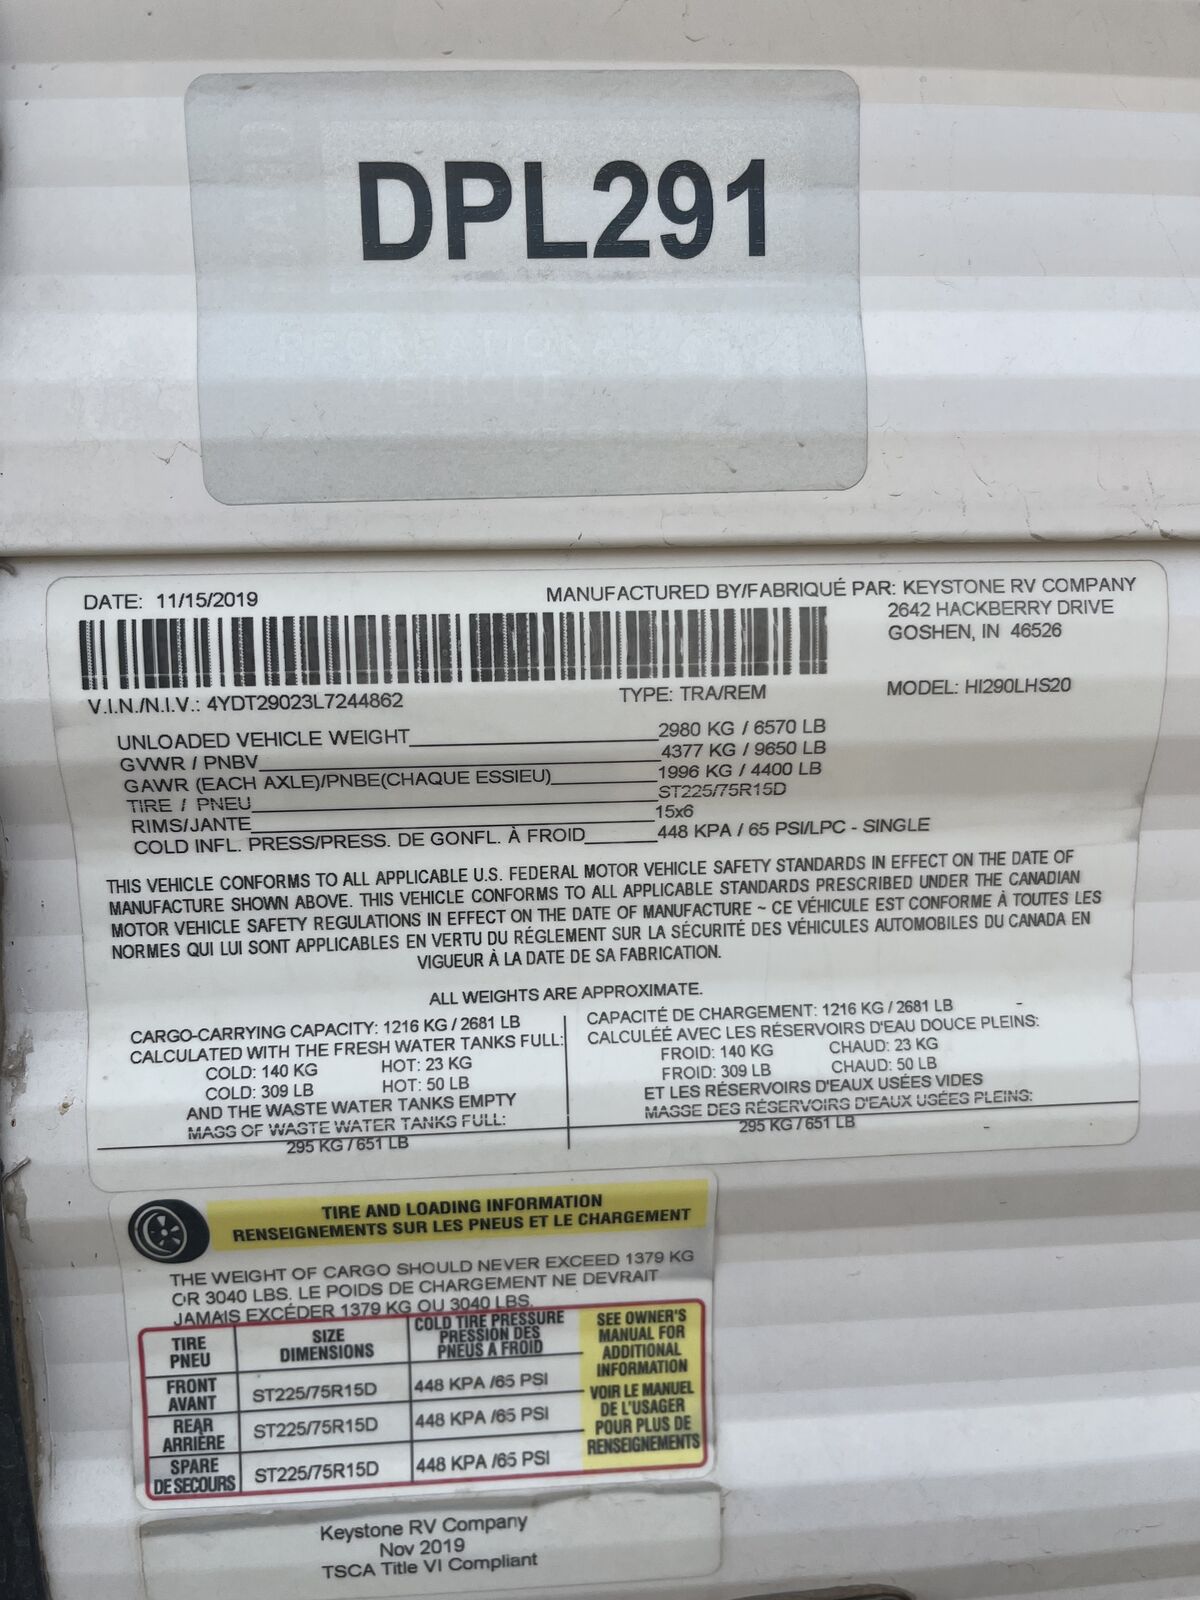 DPL291
RECREATIONAL
VEHICLE
DATE: 11/15/2019
MANUFACTURED BY/FABRIQUÉ PAR: KEYSTONE RV COMPANY
2642 HACKBERRY DRIVE
GOSHEN, IN 46526
V.I.N./N.I.V.: 4YDT29023L7244862
TYPE: TRA/REM
MODEL: HI290LHS20
UNLOADED VEHICLE WEIGHT 2980 KG / 6570 LB
GVWR / PNBV 4377 KG / 9650 LB
GAWR (EACH AXLE)/PNBE(CHAQUE ESSIEU) 1996 KG / 4400 LB
TIRE / PNEU ST225/75R15D
RIMS/JANTE 15x6
COLD INFL. PRESS/PRESS. DE GONFL. À FROID 448 KPA / 65 PSI/LPC - SINGLE
THIS VEHICLE CONFORMS TO ALL APPLICABLE U.S. FEDERAL MOTOR VEHICLE SAFETY STANDARDS IN EFFECT ON THE DATE OF
MANUFACTURE SHOWN ABOVE. THIS VEHICLE CONFORMS TO ALL APPLICABLE STANDARDS PRESCRIBED UNDER THE CANADIAN
MOTOR VEHICLE SAFETY REGULATIONS IN EFFECT ON THE DATE OF MANUFACTURE ~ CE VÉHICULE EST CONFORME À TOUTES LES
NORMES QUI LUI SONT APPLICABLES EN VERTU DU RÉGLEMENT SUR LA SÉCURITÉ DES VÉHICULES AUTOMOBILES DU CANADA EN
VIGUEUR À LA DATE DE SA FABRICATION.
ALL WEIGHTS ARE APPROXIMATE.
CARGO-CARRYING CAPACITY: 1216 KG / 2681 LB
CALCULATED WITH THE FRESH WATER TANKS FULL:
COLD: 140 KG HOT: 23 KG
COLD: 309 LB HOT: 50 LB
AND THE WASTE WATER TANKS EMPTY
MASS OF WASTE WATER TANKS FULL:
295 KG / 651 LB
CAPACITÉ DE CHARGEMENT: 1216 KG / 2681 LB
CALCULÉE AVEC LES RÉSERVOIRS D'EAU DOUCE PLEINS:
FROID: 140 KG CHAUD: 23 KG
FROID: 309 LB CHAUD: 50 LB
ET LES RÉSERVOIRS D'EAUX USÉES VIDES
MASSE DES RÉSERVOIRS D'EAUX USÉES PLEINS:
295 KG / 651 LB
TIRE AND LOADING INFORMATION
RENSEIGNEMENTS SUR LES PNEUS ET LE CHARGEMENT
THE WEIGHT OF CARGO SHOULD NEVER EXCEED 1379 KG
OR 3040 LBS. LE POIDS DE CHARGEMENT NE DEVRAIT
JAMAIS EXCÉDER 1379 KG OU 3040 LBS.
TIRE
PNEU
SIZE
DIMENSIONS
COLD TIRE PRESSURE
PRESSION DES
PNEUS A FROID
FRONT
AVANT
ST225/75R15D
448 KPA /65 PSI
REAR
ARRIÈRE
ST225/75R15D
448 KPA /65 PSI
SPARE
DE SECOURS
ST225/75R15D
448 KPA /65 PSI
SEE OWNER'S
MANUAL FOR
ADDITIONAL
INFORMATION
VOIR LE MANUEL
DE L'USAGER
POUR PLUS DE
RENSEIGNEMENTS
Keystone RV Company
Nov 2019
TSCA Title VI Compliant